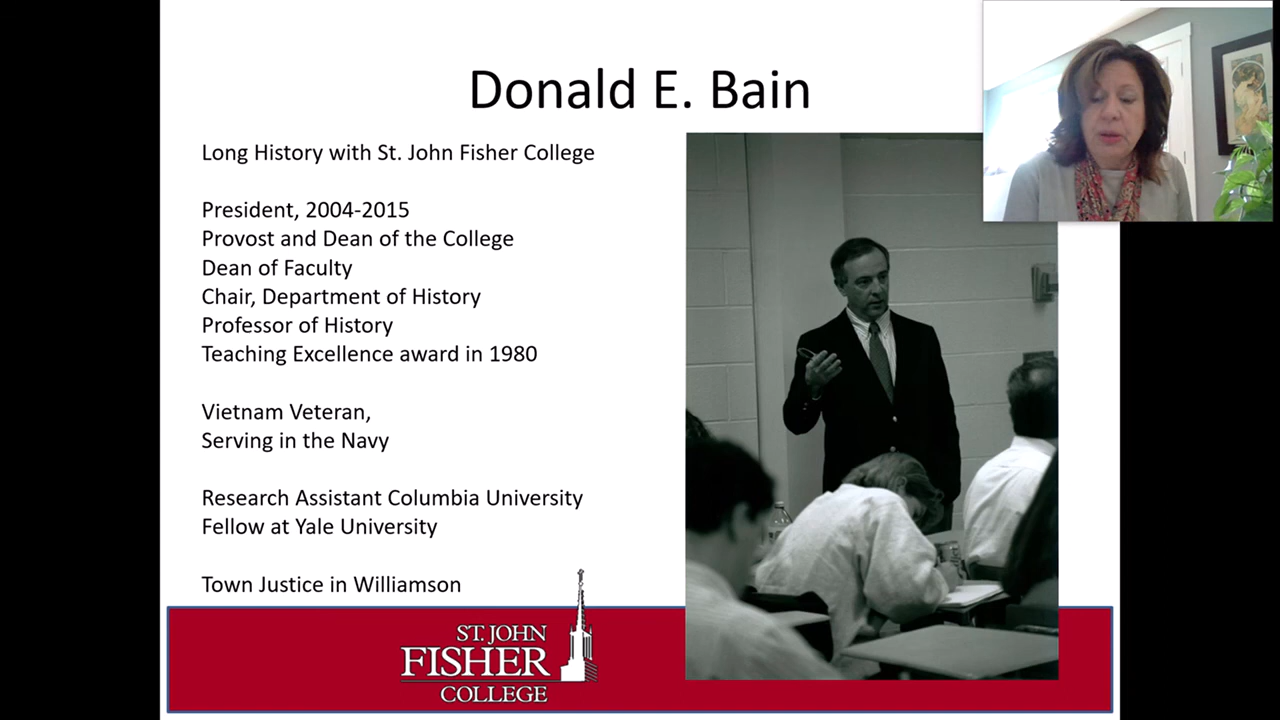 Donald E. Bain
Long History with St. John Fisher College
President, 2004-2015
Provost and Dean of the College
Dean of Faculty
Chair, Department of History
Professor of History
Teaching Excellence award in 1980
Vietnam Veteran,
Serving in the Navy
Research Assistant Columbia University
Fellow at Yale University
Town Justice in Williamson
ST. JOHN
FISHER
COLLEGE